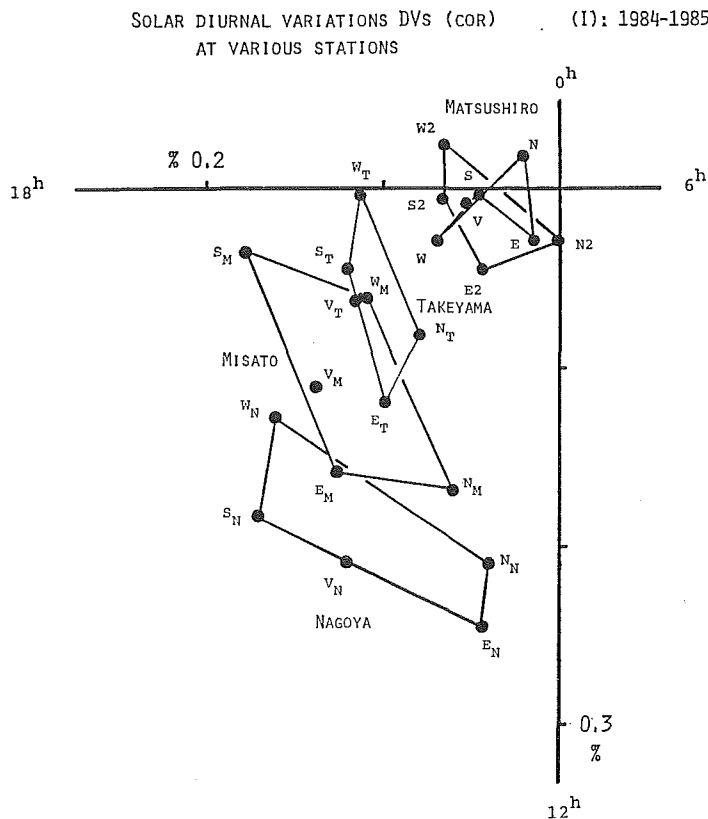 SOLAR DIURNAL VARIATIONS DVS (COR) (I): 1984-1985
AT VARIOUS STATIONS
0h
MATSUSHIRO
W2 N
% 0.2 WT S
18h 6h
S2 V
W E N2
SM ST E2
WM
VT TAKEYAMA
NT
MISATO
VM
WN ET
EM NM
SN
NN
VN
NAGOYA
EN
0.3
%
12h